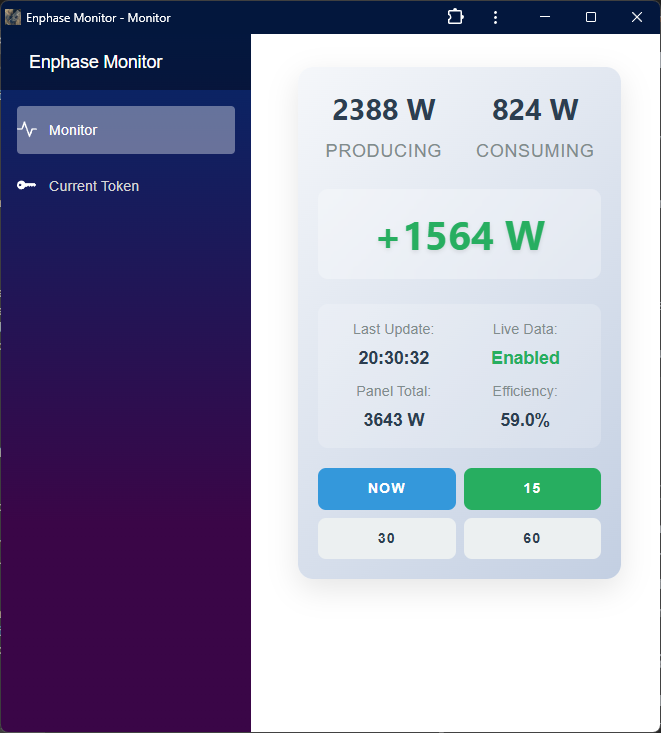 Enphase Monitor - Monitor
Enphase Monitor
Monitor
Current Token
2388 W
PRODUCING
824 W
CONSUMING
+1564 W
Last Update:
20:30:32
Live Data:
Enabled
Panel Total:
3643 W
Efficiency:
59.0%
NOW
15
30
60